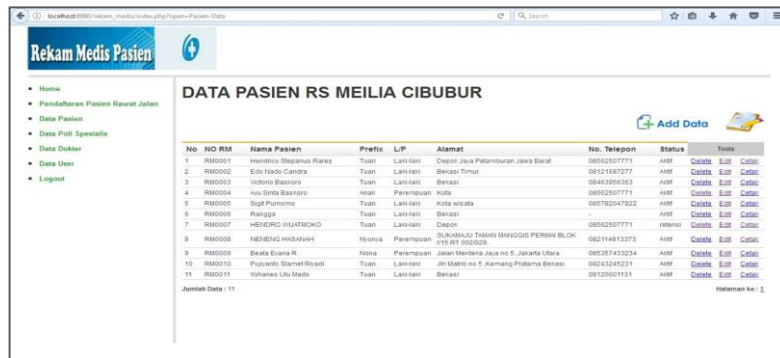 localhost:8080/rekam_medis/index.php?open=Pasien-Data
Search
Rekam Medis Pasien
Home
Pendaftaran Pasien Rawat Jalan
Data Pasien
Data Poli Spesialis
Data Dokter
Data User
Logout
DATA PASIEN RS MEILIA CIBUBUR
Add Data
No NO RM Nama Pasien Prefix L/P Alamat No. Telepon Status Tools
1 RM0001 Hendrico Stepanus Rares Tuan Laki-laki Depok Jaya Petamburan Jawa Barat 08562507771 Aktif Delete Edit Cetak
2 RM0002 Edo Nado Candra Tuan Laki-laki Bekasi Timur 08121687277 Aktif Delete Edit Cetak
3 RM0003 Victorio Baskoro Tuan Laki-laki Bekasi 08463956363 Aktif Delete Edit Cetak
4 RM0004 Ayu Sinta Baskoro Anak Perempuan Kota 08562507771 Aktif Delete Edit Cetak
5 RM0005 Sigit Purnomo Tuan Laki-laki Kota wisata 085782047822 Aktif Delete Edit Cetak
6 RM0006 Rangga Tuan Laki-laki Bekasi - Aktif Delete Edit Cetak
7 RM0007 HENDRO WIJATMOKO Tuan Laki-laki Depok 08562507771 retensi Delete Edit Cetak
8 RM0008 NENENG HASANAH Nyonya Perempuan SUKAMAJU TAMAN MANGGIS PERMAI BLOK I/15 RT 002/026. 082114813373 Aktif Delete Edit Cetak
9 RM0009 Beata Evaria R Nona Perempuan Jalan Merdeka Jaya no 5, Jakarta Utara 085357433234 Aktif Delete Edit Cetak
10 RM0010 Pujiyanto Slamet Riyadi Tuan Laki-laki Jln Matrib no 5 ,Kemang Pratama Bekasi 08243245231 Aktif Delete Edit Cetak
11 RM0011 Yohanes Ulu Mado Tuan Laki-laki Bekasi 08120001131 Aktif Delete Edit Cetak
Jumlah Data : 11 Halaman ke : 1